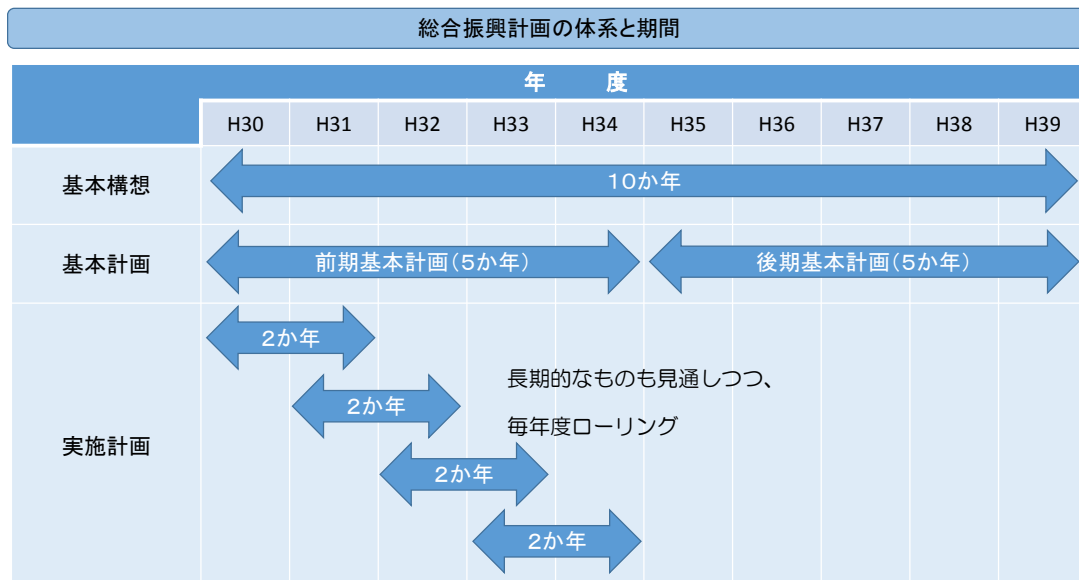 総合振興計画の体系と期間
年　　度
H30 H31 H32 H33 H34 H35 H36 H37 H38 H39
基本構想
10か年
基本計画
前期基本計画(5か年)
後期基本計画(5か年)
実施計画
2か年
2か年
2か年
2か年
長期的なものも見通しつつ、
毎年度ローリング